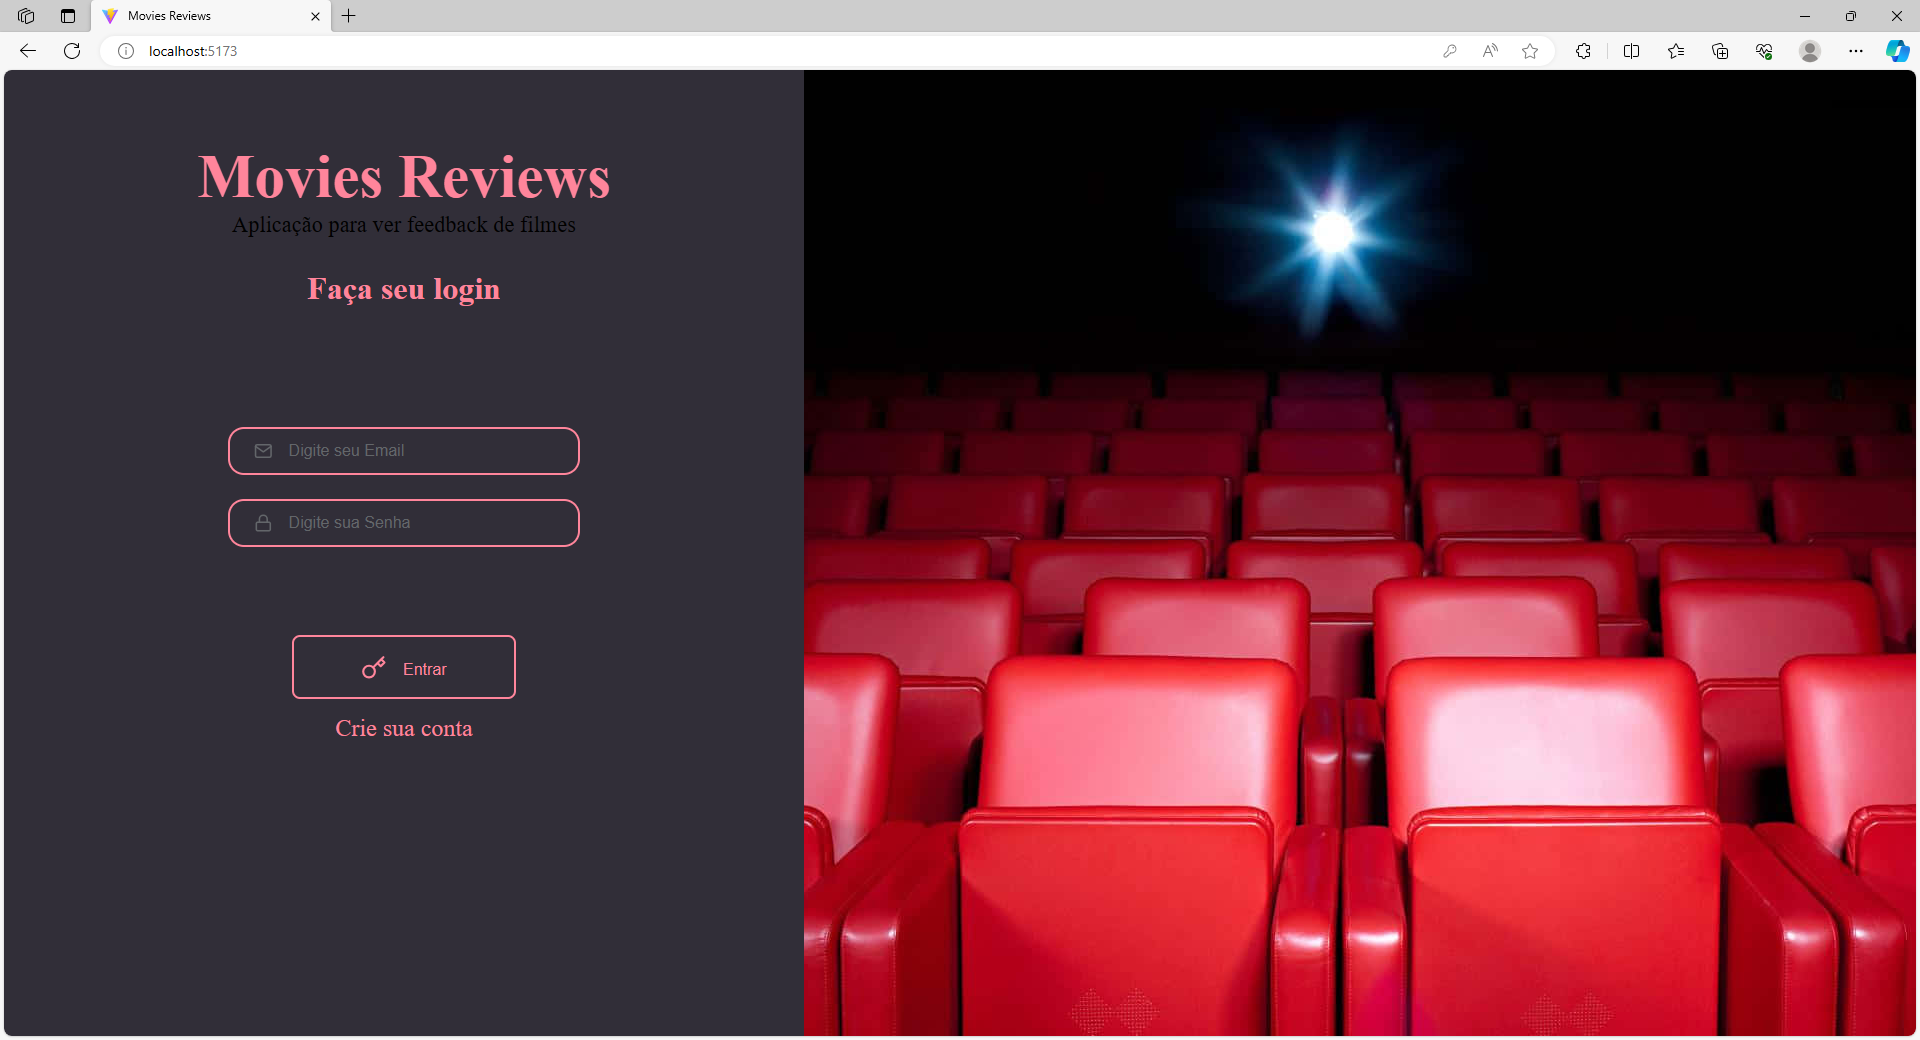 Movies Reviews
localhost:5173
Movies Reviews
Aplicação para ver feedback de filmes
Faça seu login
Digite seu Email
Digite sua Senha
Entrar
Crie sua conta